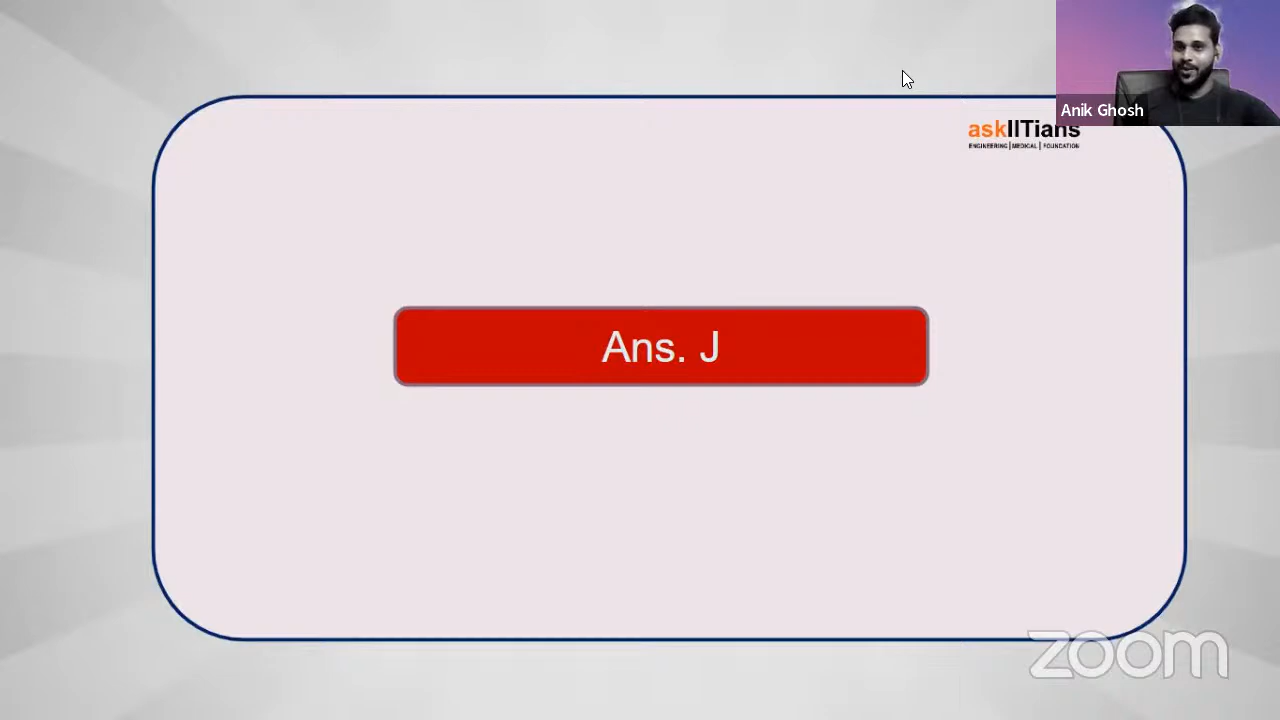 Anik Ghosh
askIITians
ENGINEERING | MEDICAL | FOUNDATION
Ans. J
zoom